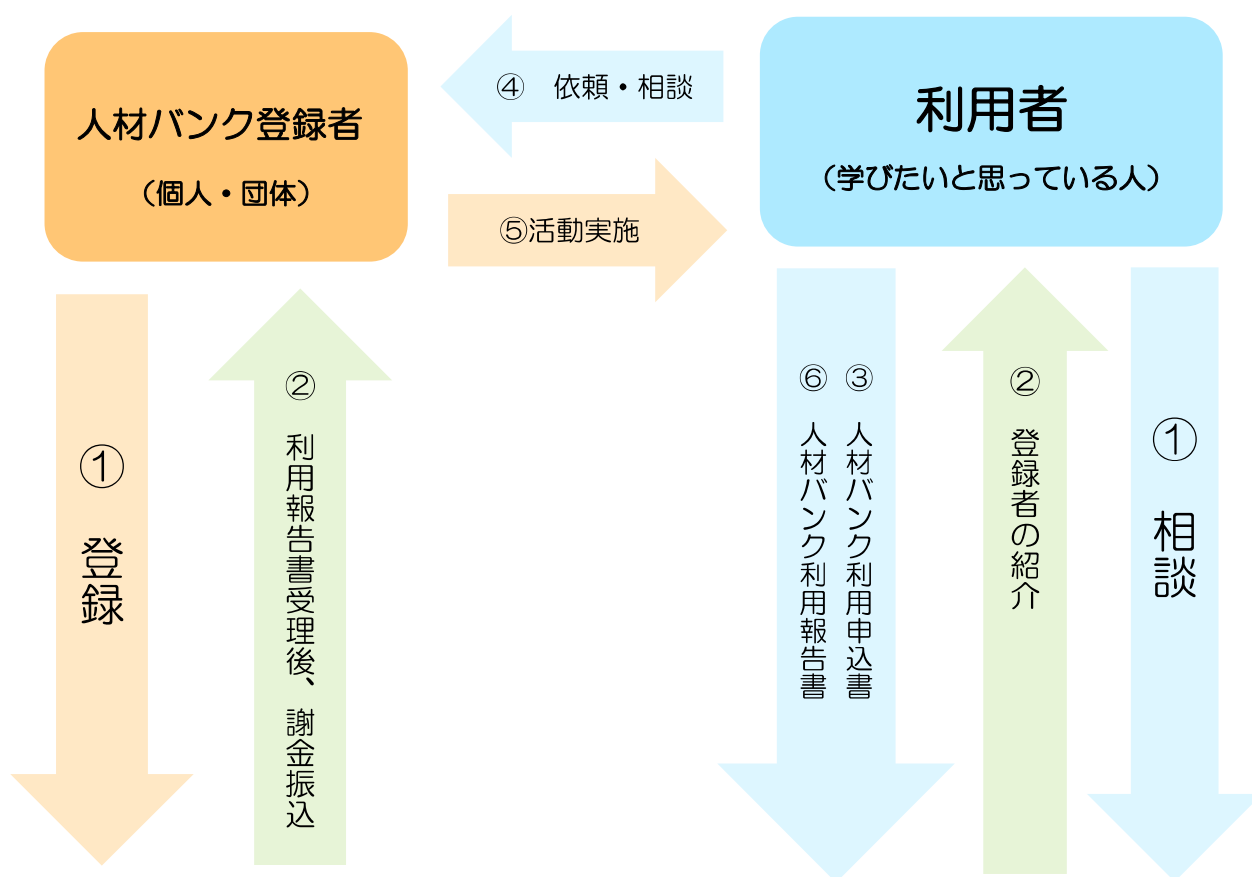 人材バンク登録者
（個人・団体）
④　依頼・相談
利用者
（学びたいと思っている人）
⑤活動実施
①　登録
②　利用報告書受理後、謝金振込
③　人材バンク利用申込書
⑥　人材バンク利用報告書
②　登録者の紹介
①　相談